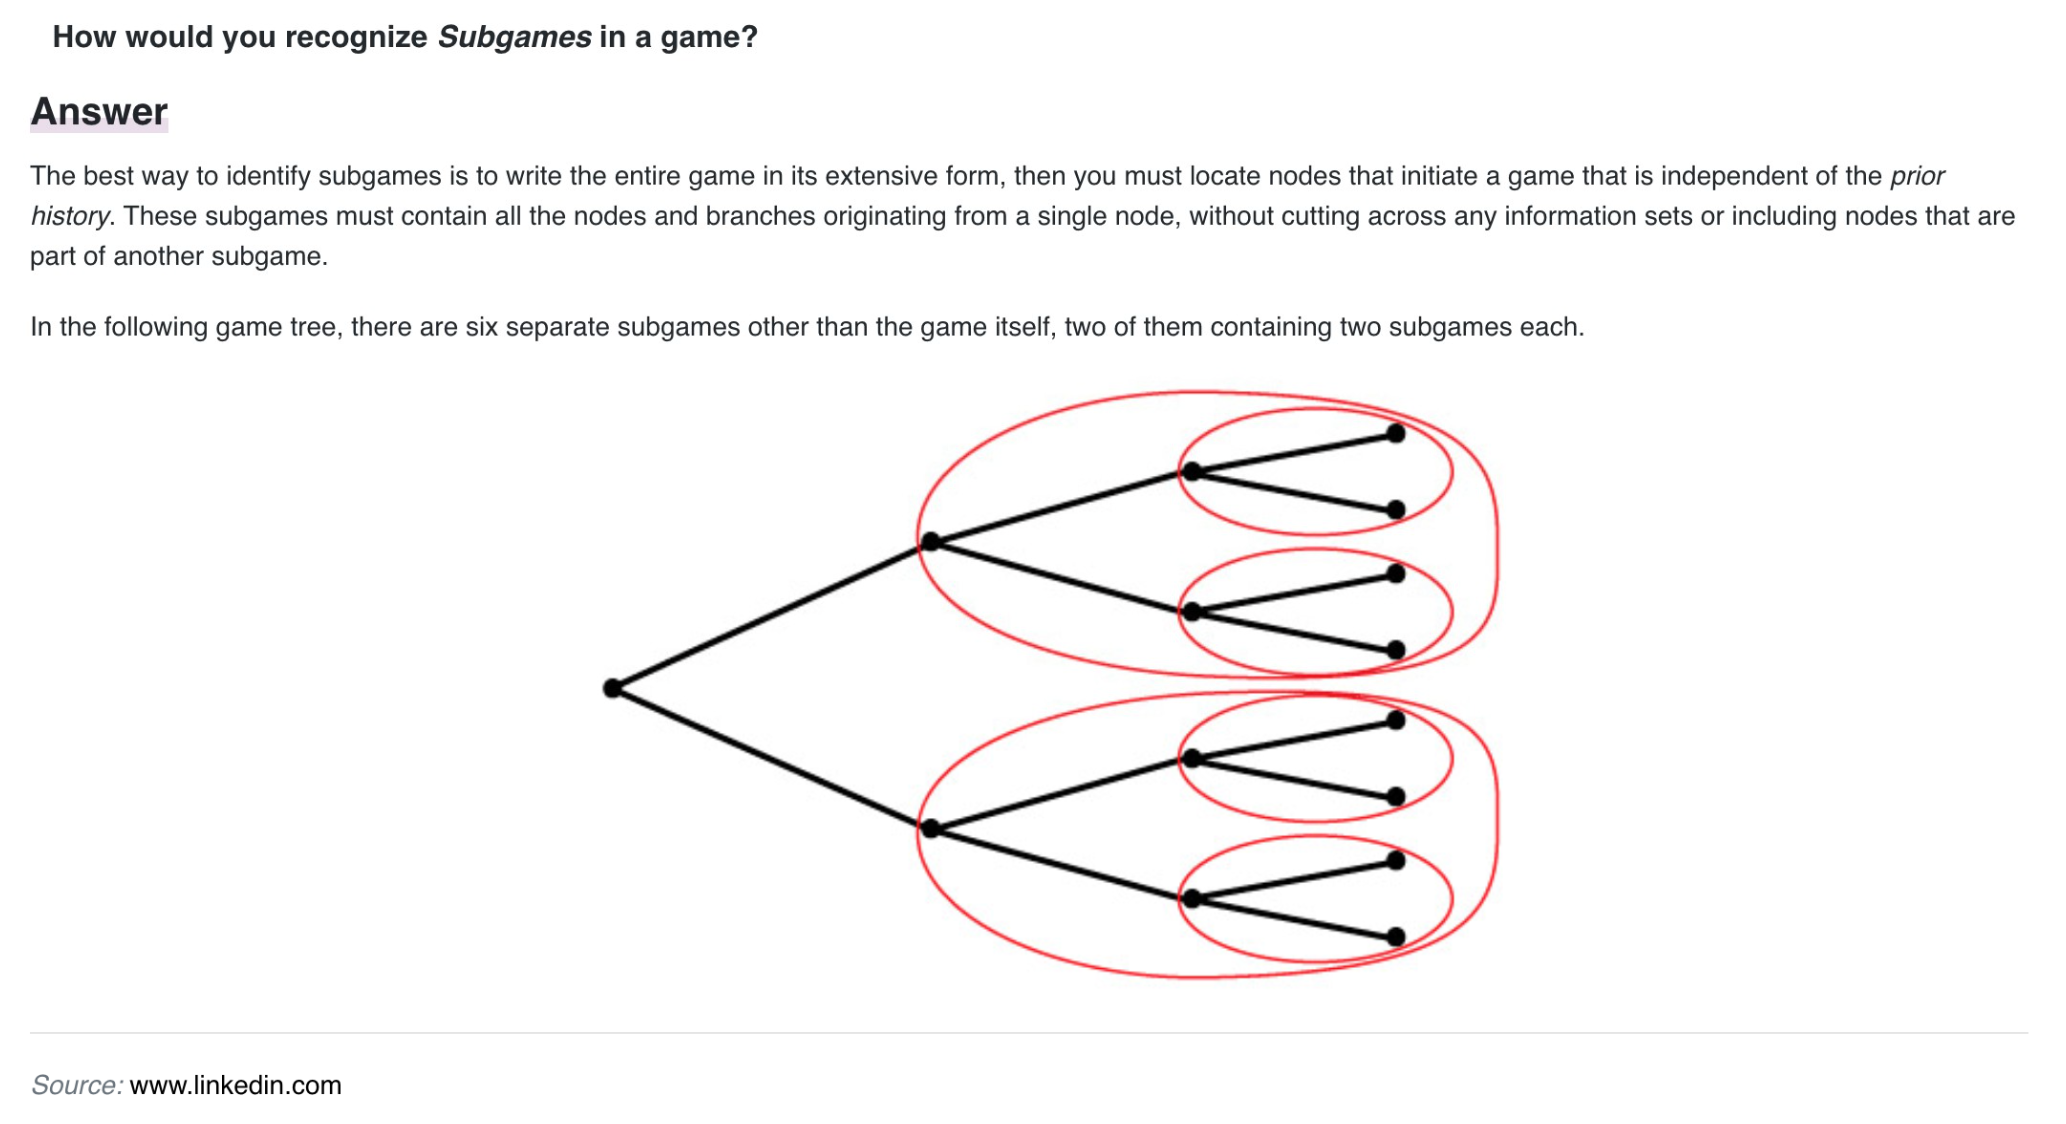 How would you recognize Subgames in a game?
Answer
The best way to identify subgames is to write the entire game in its extensive form, then you must locate nodes that initiate a game that is independent of the prior
history. These subgames must contain all the nodes and branches originating from a single node, without cutting across any information sets or including nodes that are
part of another subgame.
In the following game tree, there are six separate subgames other than the game itself, two of them containing two subgames each.
Source: www.linkedin.com